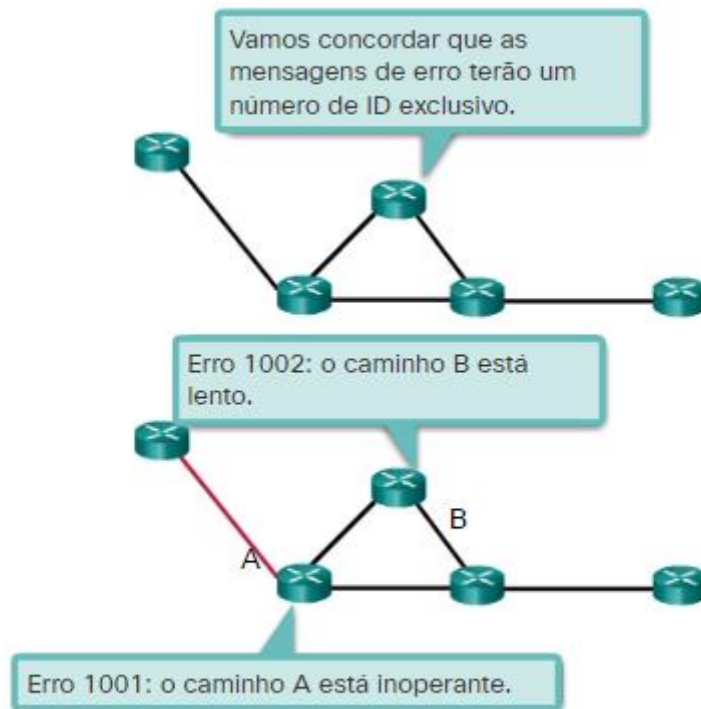 Vamos concordar que as
mensagens de erro terão um
número de ID exclusivo.
Erro 1002: o caminho B está
lento.
B
A
Erro 1001: o caminho A está inoperante.